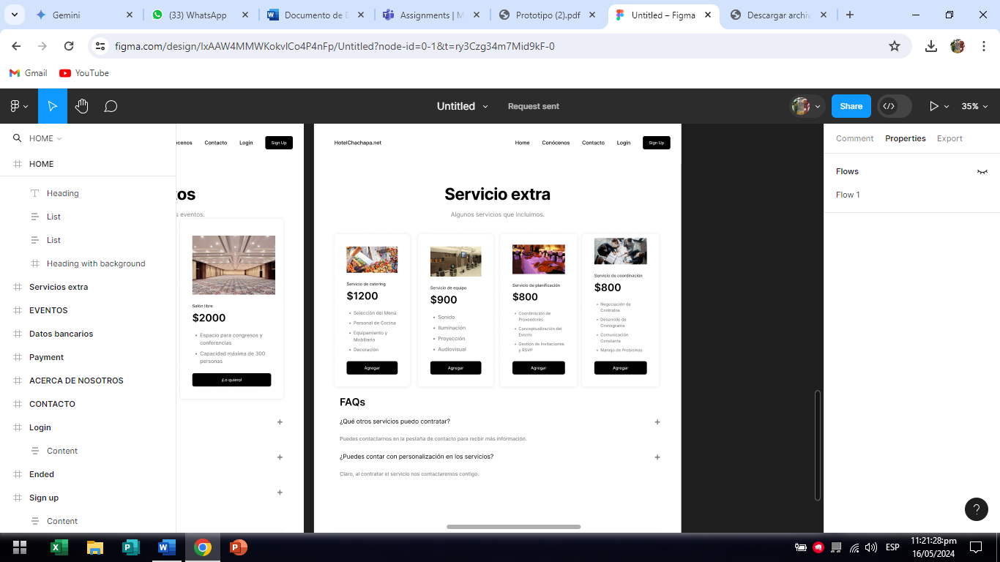 Gemini
(33) WhatsApp
Documento de D
Assignments | M
Prototipo (2).pdf
Untitled – Figma
Descargar archiv
figma.com/design/IxAAW4MMWKokvICo4P4nFp/Untitled?node-id=0-1&t=ry3Czg34m7Mid9kF-0
Gmail
YouTube
Untitled
Request sent
Share
35%
HOME
HOME
Heading
List
List
Heading with background
Servicios extra
EVENTOS
Datos bancarios
Payment
ACERCA DE NOSOTROS
CONTACTO
Login
Content
Ended
Sign up
Content
ocenos
Contacto
Login
Sign Up
tos
s eventos.
Salón libre
$2000
• Espacio para congresos y
conferencias
• Capacidad máxima de 300
personas
¡Lo quiero!
+
+
+
HotelChachapa.net
Home
Conócenos
Contacto
Login
Sign Up
Servicio extra
Algunos servicios que incluimos.
Servicio de catering
$1200
• Selección del Menú
• Personal de Cocina
• Equipamiento y
Mobiliario
• Decoración
Agregar
Servicio de equipo
$900
• Sonido
• Iluminación
• Proyección
• Audiovisual
Agregar
Servicio de planificación
$800
• Coordinación de
Proveedores
• Conceptualización del
Evento
• Gestión de Invitaciones
y RSVP
Agregar
Servicio de coordinación
$800
• Negociación de
Contratos
• Desarrollo de
Cronograma
• Comunicación
Constante
• Manejo de Problemas
Agregar
FAQs
¿Qué otros servicios puedo contratar?
+
Puedes contactarnos en la pestaña de contacto para recbir más información.
¿Puedes contar con personalización en los servicios?
+
Claro, al contratar el servicio nos contactaremos contigo.
Comment
Properties
Export
Flows
Flow 1
?
ESP
11:21:28:pm
16/05/2024